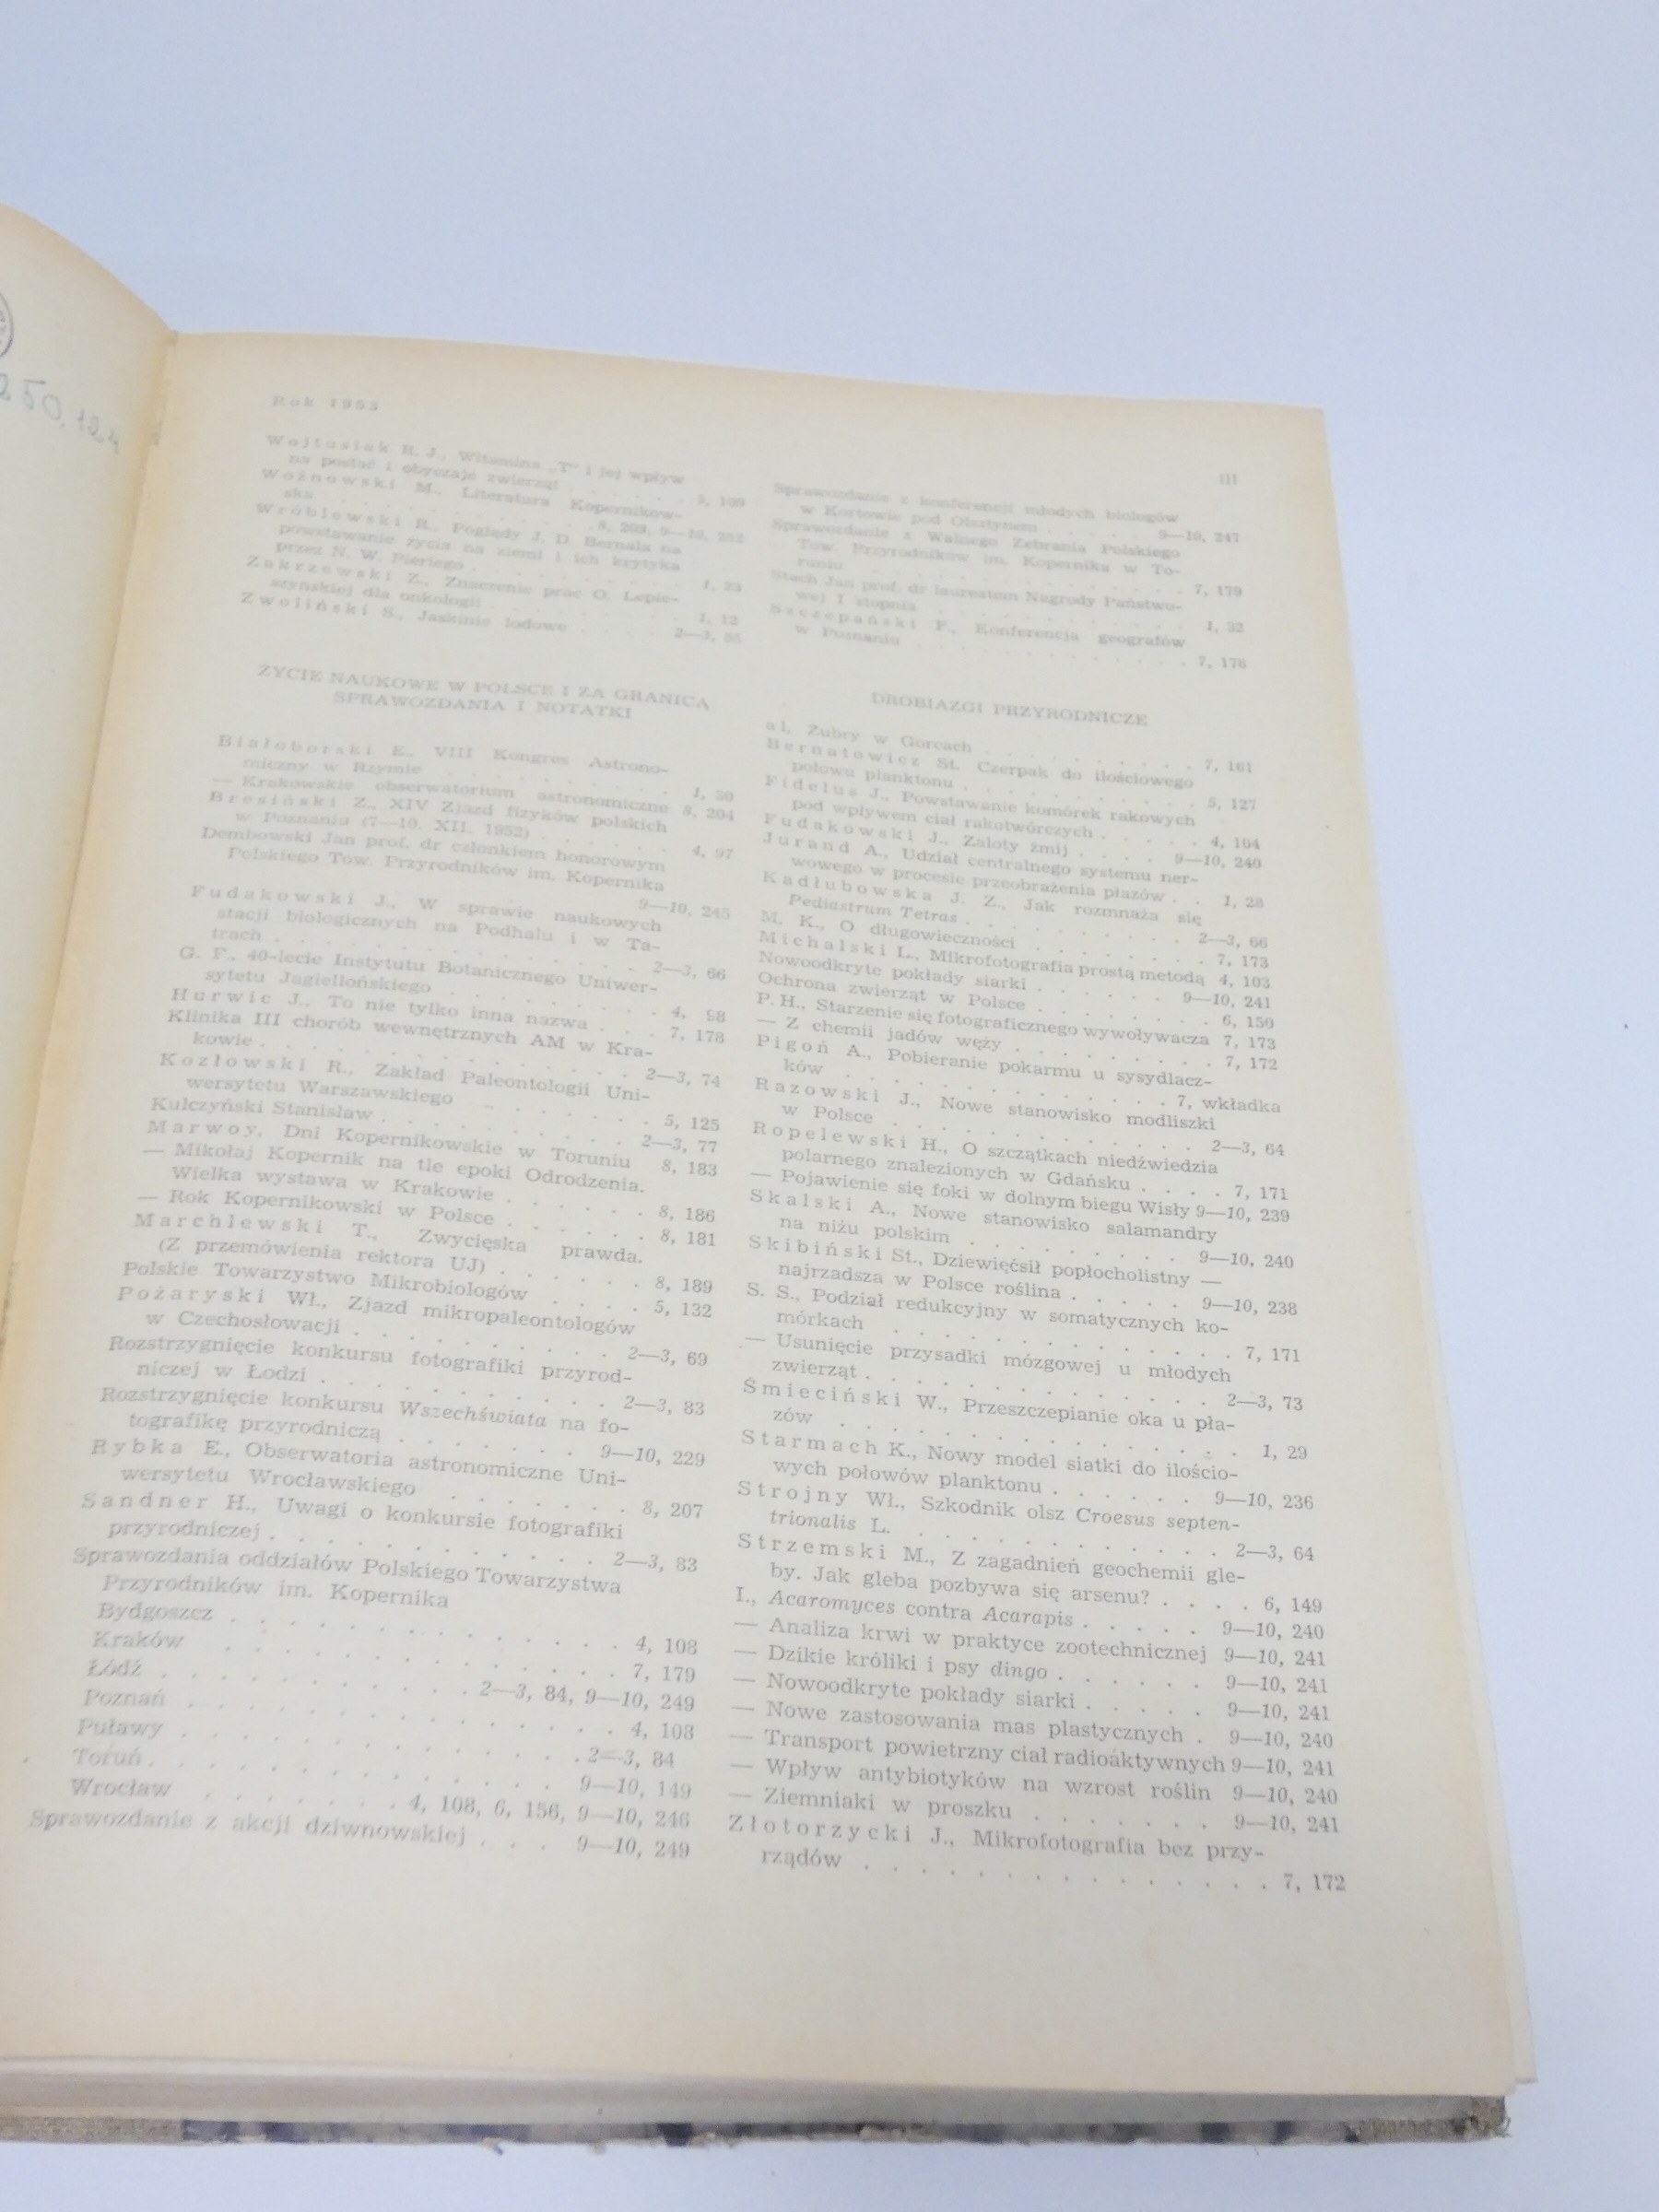 Rok 1953
Wojtusiak R. J., Witamina „T" i jej wpływ
na postać i obyczaje zwierząt . . . . . . 5, 109
Woźnowski M., Literatura Kopernikow-
ska . . . . . . . . . . 8, 209, 9—10, 232
Wróblewski R., Poglądy J. D. Bernala na
powstawanie życia na ziemi i ich krytyka
przez N. W. Pieriego . . . . . . . . . . 1, 23
Zakrzewski Z., Znaczenie prac O. Lepie-
szyńskiej dla onkologii . . . . . . . . . 1, 12
Zwoliński S., Jaskinie lodowe . . . . 2—3,
ŻYCIE NAUKOWE W POLSCE I ZA GRANICĄ
SPRAWOZDANIA I NOTATKI
Białoborski E., VIII Kongres Astrono-
miczny w Rzymie . . . . . . . . . . 1, 30
— Krakowskie obserwatorium astronomiczne 8, 204
Bresiński Z., XIV Zjazd fizyków polskich
w Poznaniu (7—10. XII. 1952) . . . . . . 4, 97
Dembowski Jan prof. dr członkiem honorowym
Polskiego Tow. Przyrodników im. Kopernika
9—10, 245
Fudakowski J., W sprawie naukowych
stacji biologicznych na Podhalu i w Ta-
trach . . . . . . . . . . . . . . 2—3, 66
G. F., 40-lecie Instytutu Botanicznego Uniwer-
sytetu Jagiellońskiego . . . . . . . . 4, 98
Hurwic J., To nie tylko inna nazwa . . . 7, 178
Klinika III chorób wewnętrznych AM w Kra-
kowie . . . . . . . . . . . . . . 2—3, 74
Kozłowski R., Zakład Paleontologii Uni-
wersytetu Warszawskiego . . . . . . . 5, 125
Kulczyński Stanisław . . . . . . . . . 2—3, 77
Marwoy, Dni Kopernikowskie w Toruniu 8, 183
— Mikołaj Kopernik na tle epoki Odrodzenia.
Wielka wystawa w Krakowie . . . . . . 8, 186
— Rok Kopernikowski w Polsce . . . . . . 8, 181
Marchlewski T., Zwycięska prawda.
(Z przemówienia rektora UJ) . . . . . . 8, 189
Polskie Towarzystwo Mikrobiologów . . . . 5, 132
Pożaryski Wł., Zjazd mikropaleontologów
w Czechosłowacji . . . . . . . . . . 2—3, 69
Rozstrzygnięcie konkursu fotografiki przyrod-
niczej w Łodzi . . . . . . . . . . . 2—3, 83
Rozstrzygnięcie konkursu Wszechświata na fo-
tografikę przyrodniczą . . . . . . . 9—10, 229
Rybka E., Obserwatoria astronomiczne Uni-
wersytetu Wrocławskiego . . . . . . . 8, 207
Sandner H., Uwagi o konkursie fotografiki
przyrodniczej . . . . . . . . . . . . 2—3, 83
Sprawozdania oddziałów Polskiego Towarzystwa
Przyrodników im. Kopernika
Bydgoszcz . . . . . . . . . . . . . . 4, 108
Kraków . . . . . . . . . . . . . . 7, 179
Łódź . . . . . . . . . . . 2—3, 84, 9—10, 249
Poznań . . . . . . . . . . . . . . . 4, 108
Puławy . . . . . . . . . . . . . . 2—3, 84
Toruń . . . . . . . . . . . . . . 9—10, 149
Wrocław . . . . . . . 4, 108, 6, 156, 9—10, 246
Sprawozdanie z akcji dziwnowskiej . . . 9—10, 249
III
Sprawozdanie z konferencji młodych biologów
w Kortowie pod Olsztynem . . . . 9—10, 247
Sprawozdanie z Walnego Zebrania Polskiego
Tow. Przyrodników im. Kopernika w To-
runiu . . . . . . . . . . . . . . 7, 179
Stach Jan prof. dr laureatem Nagrody Państwo-
wej I stopnia . . . . . . . . . . . 1, 32
Szczepański F., Konferencja geografów
w Poznaniu . . . . . . . . . . . . . 7, 178
DROBIAZGI PRZYRODNICZE
al, Żubry w Gorcach . . . . . . . . . 7, 161
Bernatowicz St. Czerpak do ilościowego
połowu planktonu . . . . . . . . . . 5, 127
Fidelus J., Powstawanie komórek rakowych
pod wpływem ciał rakotwórczych . . . . . 4, 104
Fudakowski J., Zaloty żmij . . . . 9—10, 240
Jurand A., Udział centralnego systemu ner-
wowego w procesie przeobrażenia płazów . . 1, 28
Kadłubowska J. Z., Jak rozmnaża się
Pediastrum Tetras . . . . . . . . . . 2—3, 66
M. K., O długowieczności . . . . . . . . 7, 173
Michalski L., Mikrofotografia prostą metodą 4, 103
Nowoodkryte pokłady siarki . . . . . . 9—10, 241
Ochrona zwierząt w Polsce . . . . . . . . 6, 150
P. H., Starzenie się fotograficznego wywoływacza 7, 173
— Z chemii jadów węży . . . . . . . . . 7, 172
Pigoń A., Pobieranie pokarmu u sysydlacz-
ków . . . . . . . . . . . . . 7, wkładka
Razowski J., Nowe stanowisko modliszki
w Polsce . . . . . . . . . . . . . 2—3, 64
Ropelewski H., O szczątkach niedźwiedzia
polarnego znalezionych w Gdańsku . . . . 7, 171
— Pojawienie się foki w dolnym biegu Wisły 9—10, 239
Skalski A., Nowe stanowisko salamandry
na niżu polskim . . . . . . . . . 9—10, 240
Skibiński St., Dziewięćsił popłocholistny —
najrzadsza w Polsce roślina . . . . . 9—10, 238
S. S., Podział redukcyjny w somatycznych ko-
mórkach . . . . . . . . . . . . . . 7, 171
— Usunięcie przysadki mózgowej u młodych
zwierząt . . . . . . . . . . . . . . 2—3, 73
Śmieciński W., Przeszczepianie oka u pła-
zów . . . . . . . . . . . . . . . . 1, 29
Starmach K., Nowy model siatki do ilościo-
wych połowów planktonu . . . . . . 9—10, 236
Strojny Wł., Szkodnik olsz Croesus septen-
trionalis L. . . . . . . . . . . . . 2—3, 64
Strzemski M., Z zagadnień geochemii gle-
by. Jak gleba pozbywa się arsenu? . . . . 6, 149
I., Acaromyces contra Acarapis . . . . . 9—10, 240
— Analiza krwi w praktyce zootechnicznej 9—10, 241
— Dzikie króliki i psy dingo . . . . . . 9—10, 241
— Nowoodkryte pokłady siarki . . . . . 9—10, 241
— Nowe zastosowania mas plastycznych . 9—10, 240
— Transport powietrzny ciał radioaktywnych 9—10, 241
— Wpływ antybiotyków na wzrost roślin 9—10, 240
— Ziemniaki w proszku . . . . . . . 9—10, 241
Złotorzycki J., Mikrofotografia bez przy-
rządów . . . . . . . . . . . . . . . 7, 172